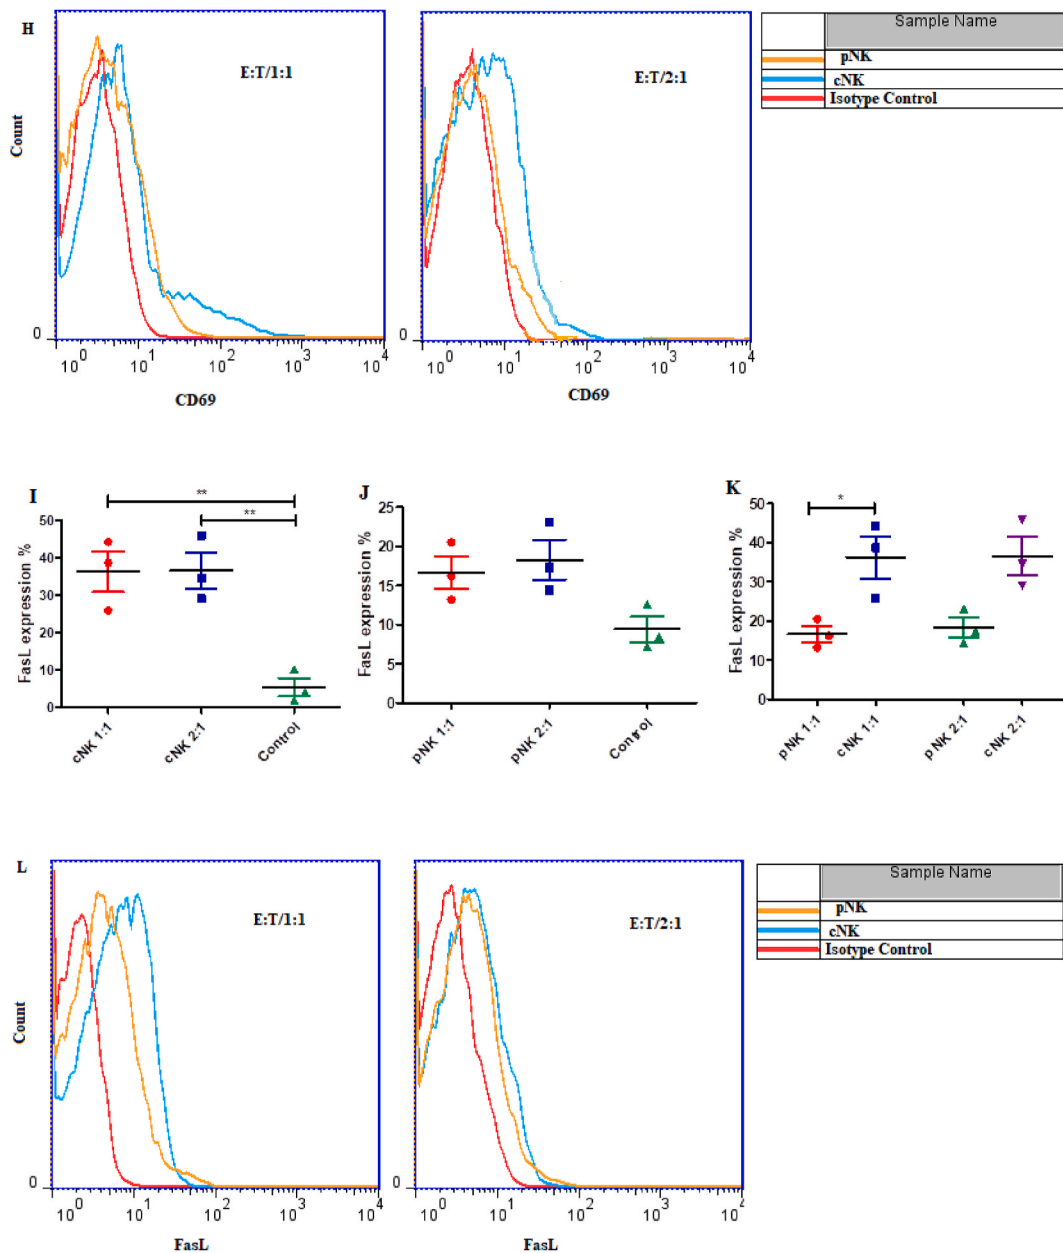 H
E:T/1:1
Count
0
10^0 10^1 10^2 10^3 10^4
CD69
E:T/2:1
0
10^0 10^1 10^2 10^3 10^4
CD69
Sample Name
pNK
cNK
Isotype Control
I
**
**
FasL expression %
50
40
30
20
10
0
cNK 1:1
cNK 2:1
Control
J
FasL expression %
25
20
15
10
5
0
pNK 1:1
pNK 2:1
Control
K
*
FasL expression %
50
40
30
20
10
0
pNK 1:1
cNK 1:1
pNK 2:1
cNK 2:1
L
E:T/1:1
Count
0
10^0 10^1 10^2 10^3 10^4
FasL
E:T/2:1
0
10^0 10^1 10^2 10^3 10^4
FasL
Sample Name
pNK
cNK
Isotype Control